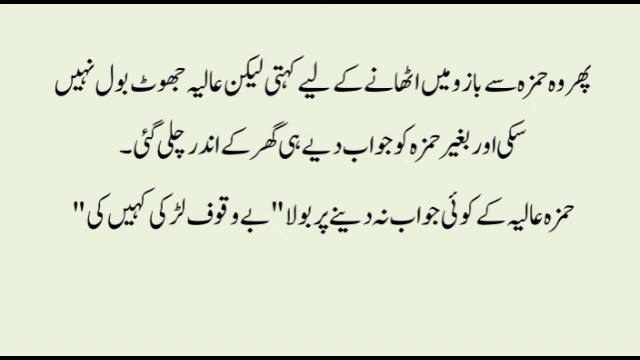 پھر وہ حمزہ سے بازو میں اٹھانے کے لیے کہتی لیکن عالیہ جھوٹ بول نہیں
سکی اور بغیر حمزہ کو جواب دیے ہی گھر کے اندر چلی گئی۔
حمزہ عالیہ کے کوئی جواب نہ دینے پر بولا "بے وقوف لڑکی کہیں کی"